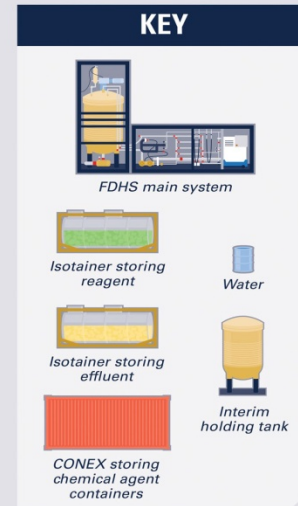 KEY
FDHS main system
Isotainer storing
reagent
Water
Isotainer storing
effluent
Interim
holding tank
CONEX storing
chemical agent
containers